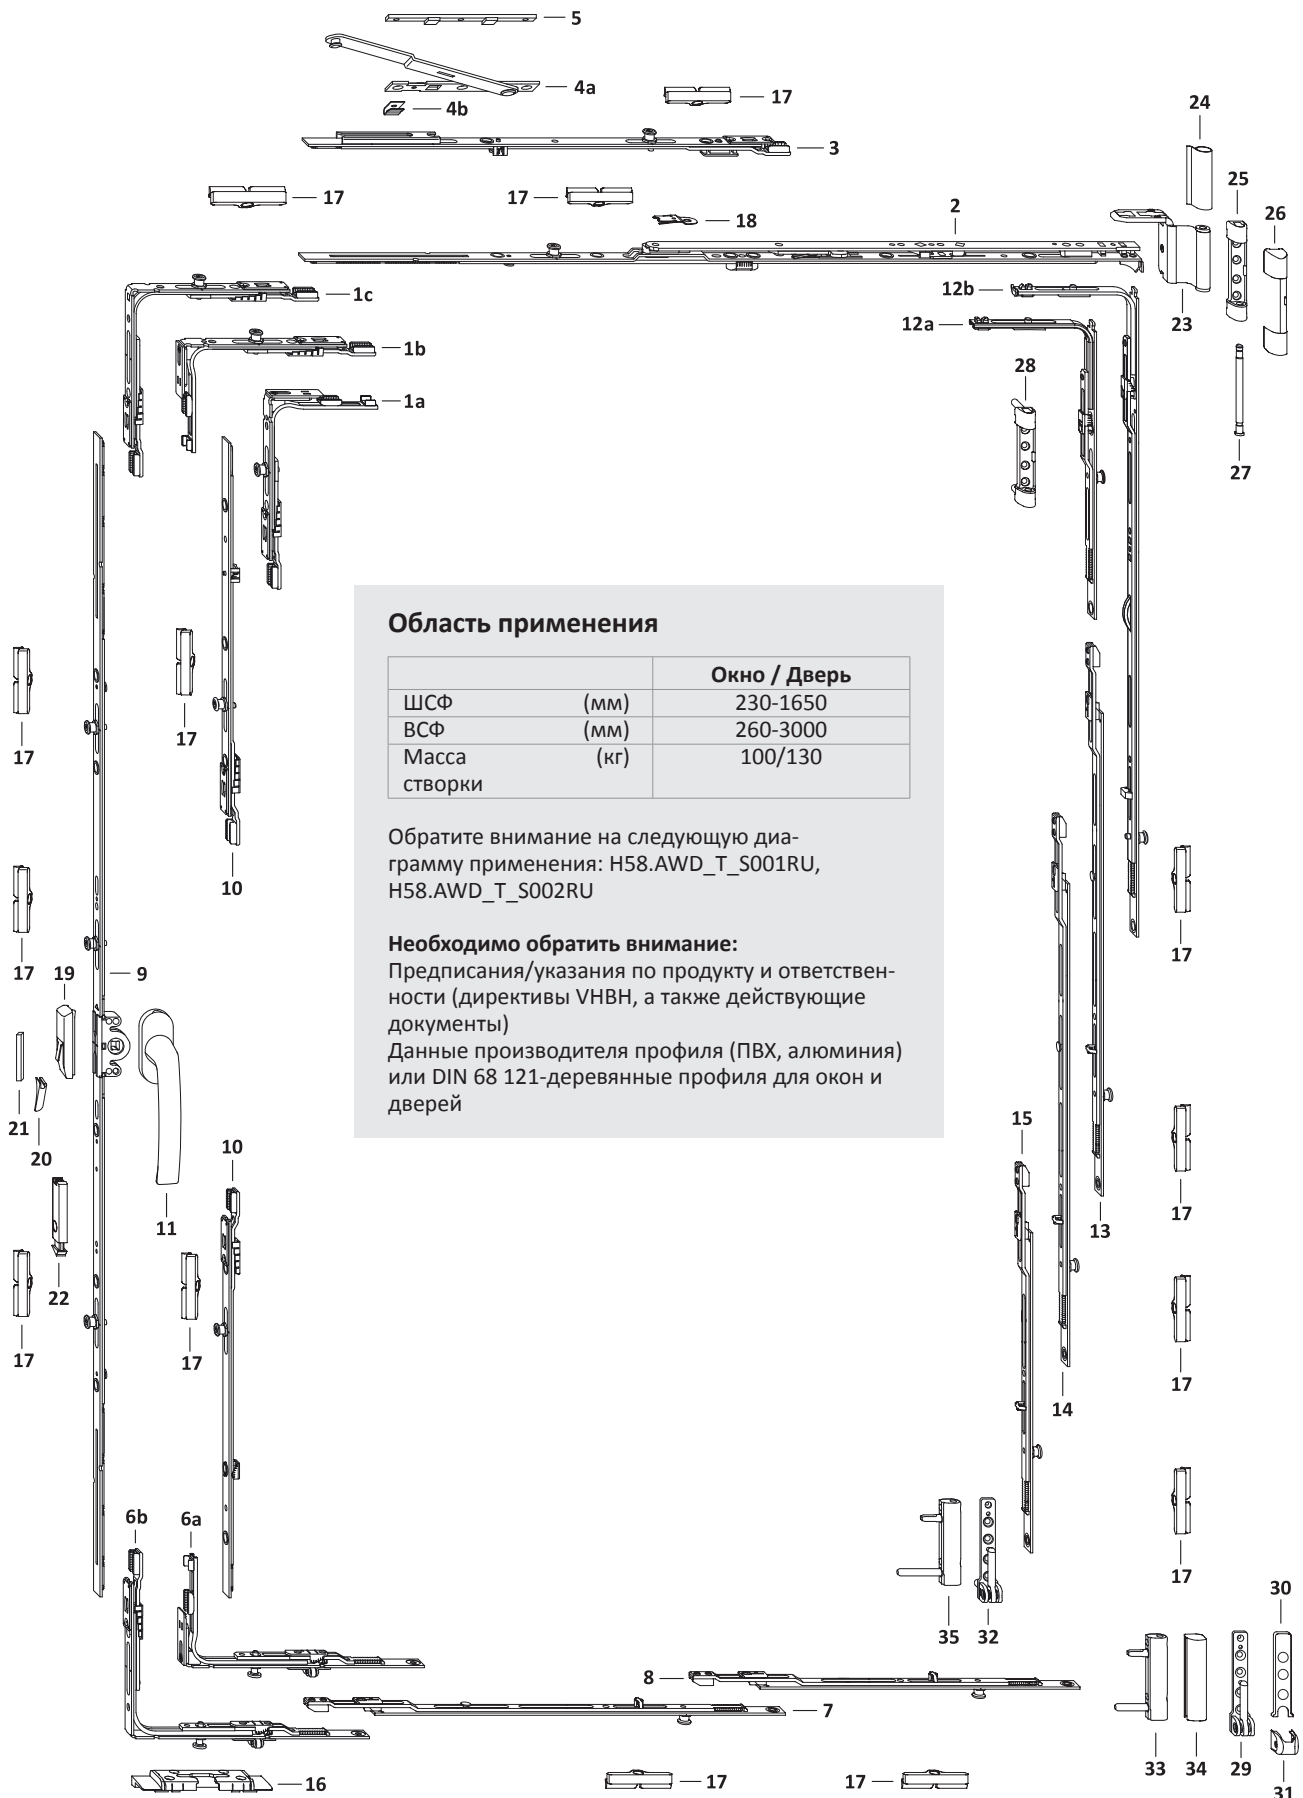 5
4a
17
4b
3
24
25
17
17
18
2
26
1c
12b
23
12a
1b
28
1a
27
Область применения
Окно / Дверь
ШСФ (мм) 230-1650
ВСФ (мм) 260-3000
Масса (кг) 100/130
створки
17
17
Обратите внимание на следующую диа-
грамму применения: H58.AWD_T_S001RU,
H58.AWD_T_S002RU
10
Необходимо обратить внимание:
Предписания/указания по продукту и ответствен-
ности (директивы VHBH, а также действующие
документы)
Данные производителя профиля (ПВХ, алюминия)
или DIN 68 121-деревянные профиля для окон и
дверей
17
17
19
9
21
20
10
15
11
17
13
22
17
17
17
14
6b
6a
17
30
35
32
8
7
33
34
29
16
17
17
31